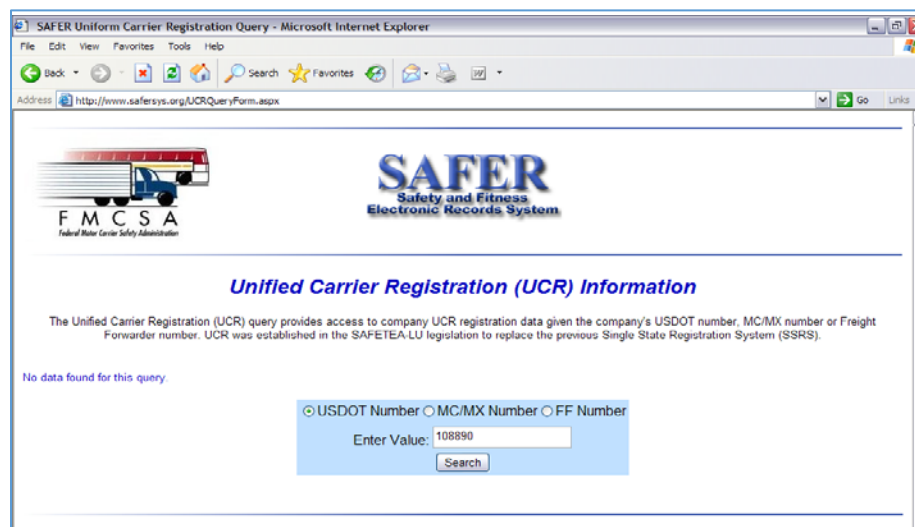 SAFER Uniform Carrier Registration Query - Microsoft Internet Explorer
File Edit View Favorites Tools Help
Back Search Favorites
Address http://www.safersys.org/UCRQueryForm.aspx Go Links
FMCSA
Federal Motor Carrier Safety Administration
SAFER
Safety and Fitness
Electronic Records System
Unified Carrier Registration (UCR) Information
The Unified Carrier Registration (UCR) query provides access to company UCR registration data given the company's USDOT number, MC/MX number or Freight
Forwarder number. UCR was established in the SAFETEA-LU legislation to replace the previous Single State Registration System (SSRS).
No data found for this query.
USDOT Number MC/MX Number FF Number
Enter Value: 108890
Search